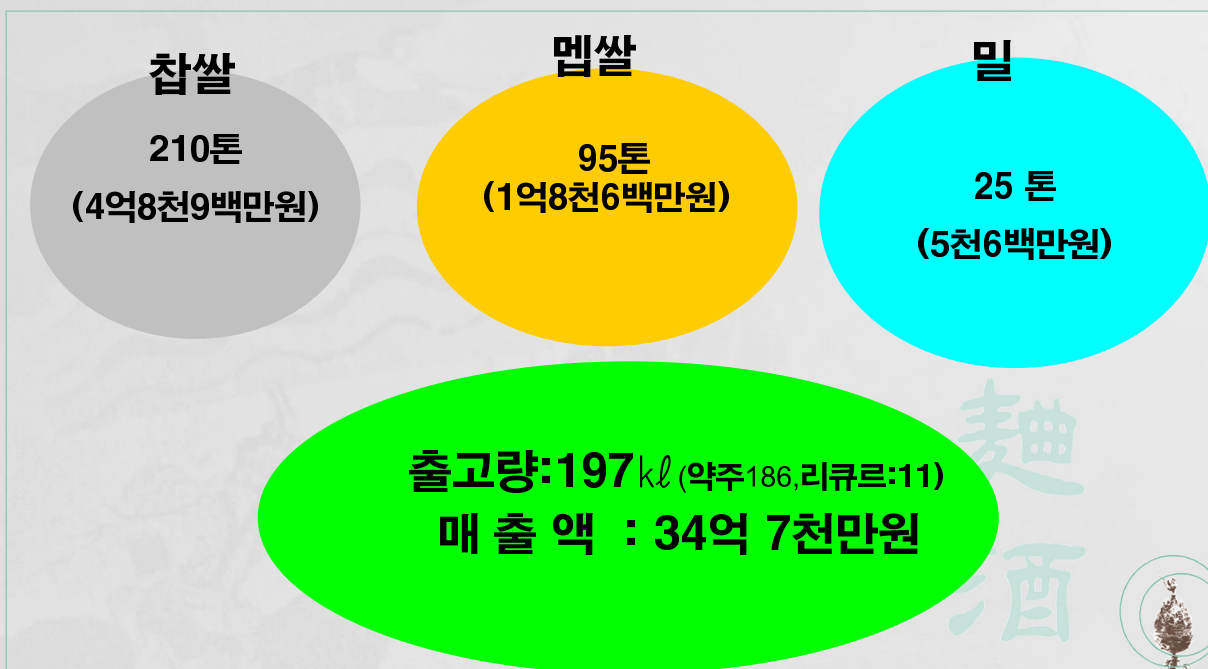 찹쌀
210톤
(4억8천9백만원)
멥쌀
95톤
(1억8천6백만원)
밀
25 톤
(5천6백만원)
출고량:197㎘(약주186,리큐르:11)
매 출 액 : 34억 7천만원
麯
酒